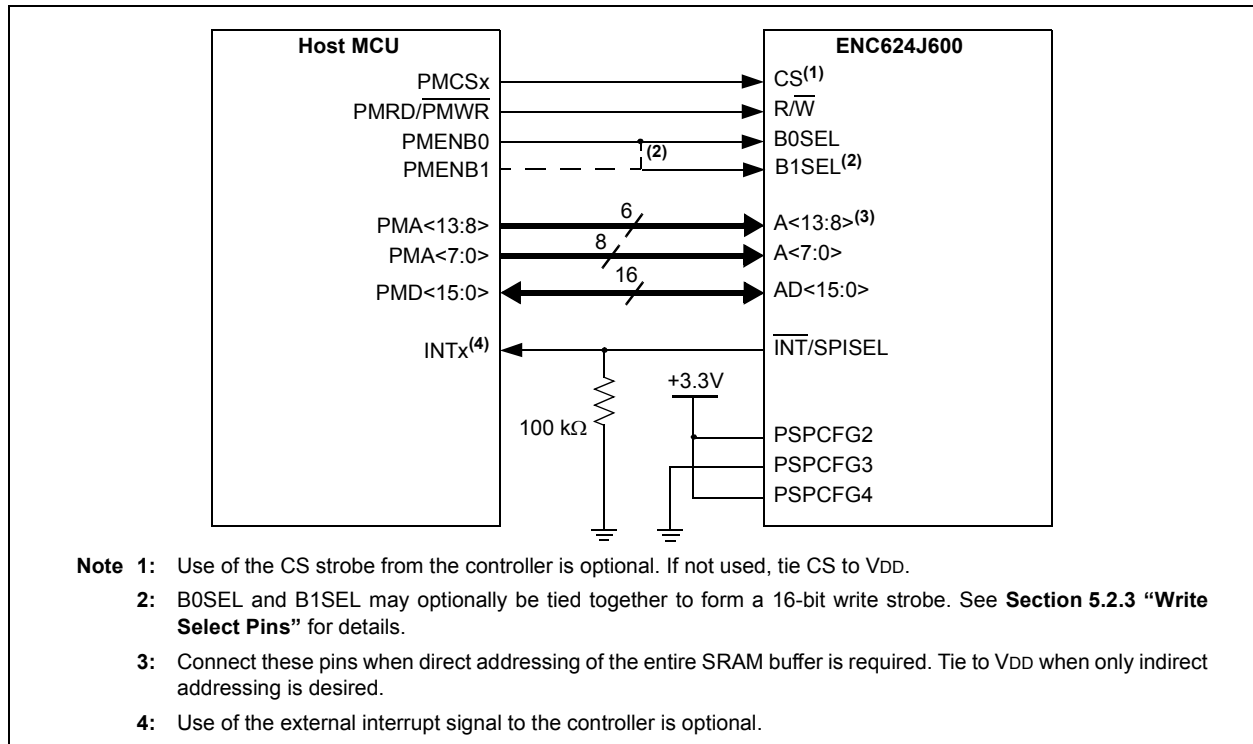 Host MCU
ENC624J600
PMCSx
CS(1)
PMRD/PMWR
R/W
PMENB0
B0SEL
(2)
PMENB1
B1SEL(2)
6
PMA<13:8>
A<13:8>(3)
8
PMA<7:0>
A<7:0>
16
PMD<15:0>
AD<15:0>
INTx(4)
INT/SPISEL
+3.3V
100 kΩ
PSPCFG2
PSPCFG3
PSPCFG4
Note 1: Use of the CS strobe from the controller is optional. If not used, tie CS to VDD.
2: B0SEL and B1SEL may optionally be tied together to form a 16-bit write strobe. See Section 5.2.3 “Write
Select Pins” for details.
3: Connect these pins when direct addressing of the entire SRAM buffer is required. Tie to VDD when only indirect
addressing is desired.
4: Use of the external interrupt signal to the controller is optional.